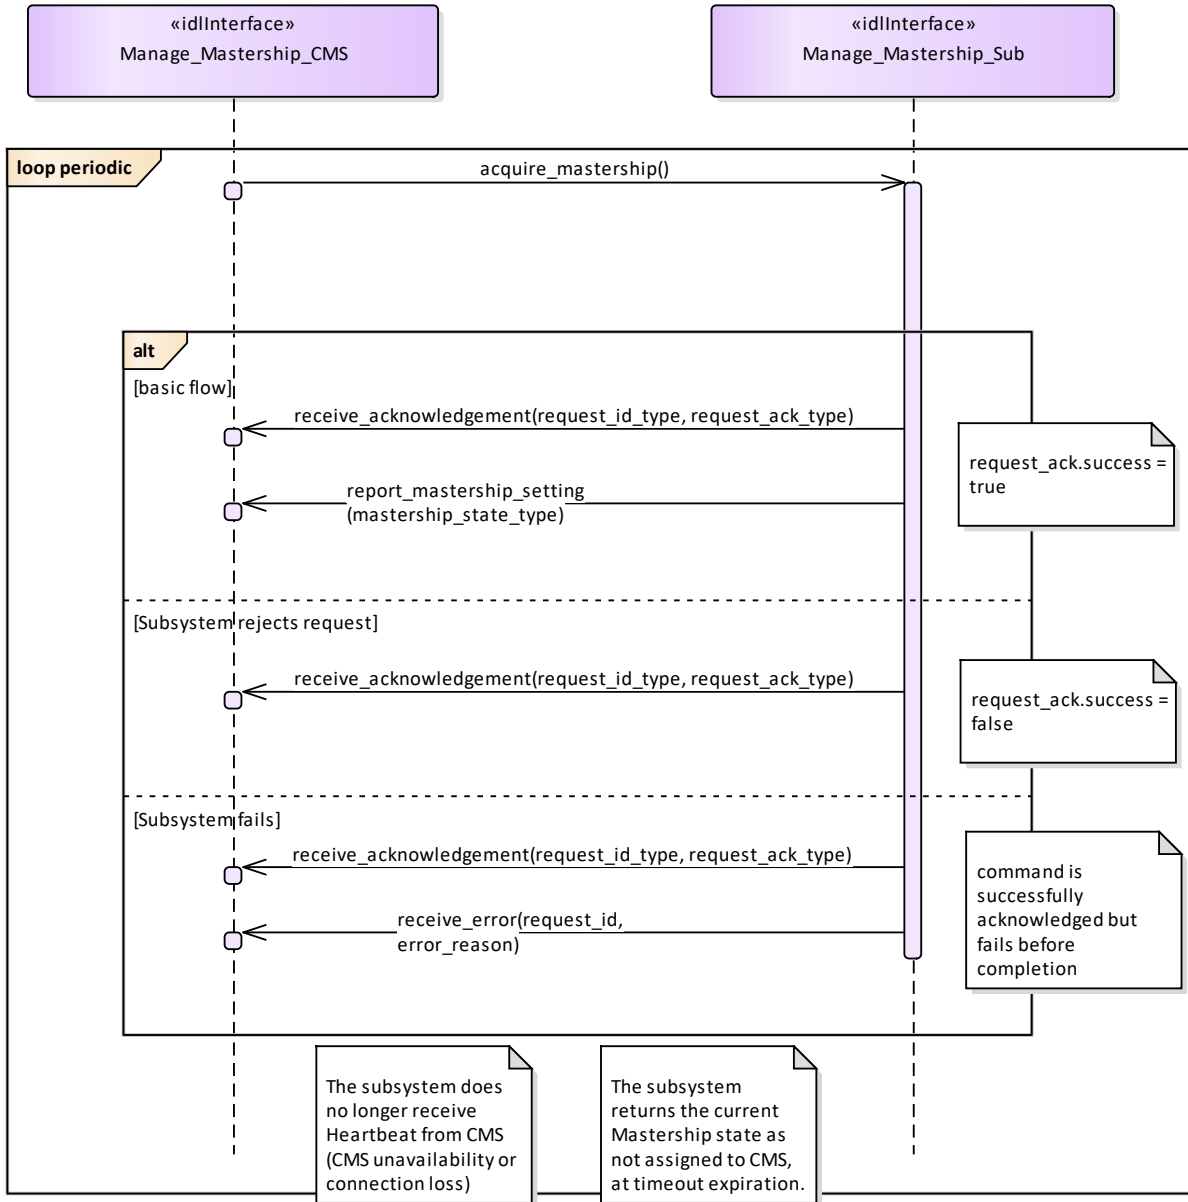 «idlInterface»
Manage_Mastership_CMS
«idlInterface»
Manage_Mastership_Sub
loop periodic
acquire_mastership()
alt
[basic flow]
receive_acknowledgement(request_id_type, request_ack_type)
request_ack.success =
true
report_mastership_setting
(mastership_state_type)
[Subsystem rejects request]
receive_acknowledgement(request_id_type, request_ack_type)
request_ack.success =
false
[Subsystem fails]
receive_acknowledgement(request_id_type, request_ack_type)
command is
successfully
acknowledged but
fails before
completion
receive_error(request_id,
error_reason)
The subsystem does
no longer receive
Heartbeat from CMS
(CMS unavailability or
connection loss)
The subsystem
returns the current
Mastership state as
not assigned to CMS,
at timeout expiration.